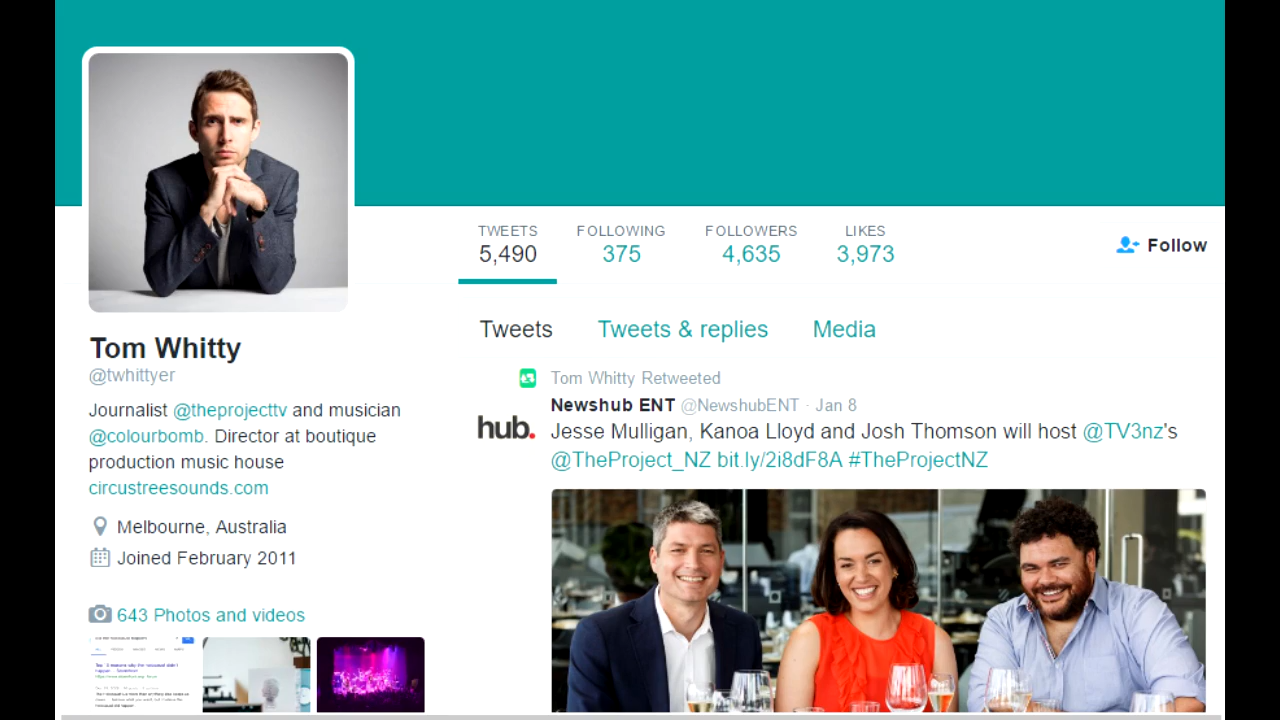 TWEETS FOLLOWING FOLLOWERS LIKES
5,490 375 4,635 3,973
Follow
Tom Whitty
@twhittyer
Journalist @theprojecttv and musician
@colourbomb. Director at boutique
production music house
circustreesounds.com
Melbourne, Australia
Joined February 2011
643 Photos and videos
Tweets Tweets & replies Media
Tom Whitty Retweeted
Newshub ENT @NewshubENT · Jan 8
hub.
Jesse Mulligan, Kanoa Lloyd and Josh Thomson will host @TV3nz's
@TheProject_NZ bit.ly/2i8dF8A #TheProjectNZ